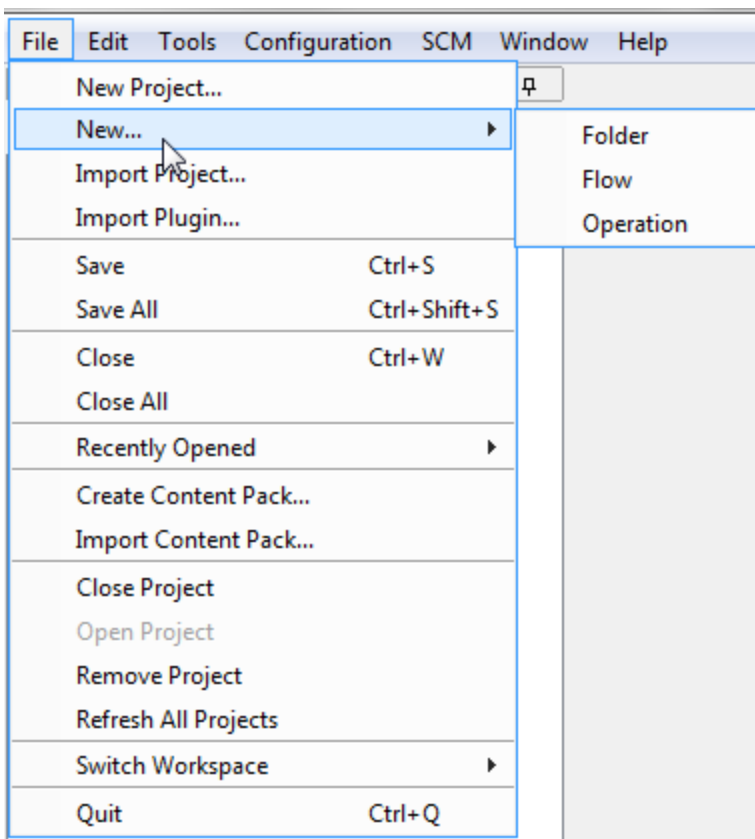 File Edit Tools Configuration SCM Window Help
New Project...
New...
Folder
Flow
Operation
Import Project...
Import Plugin...
Save Ctrl+S
Save All Ctrl+Shift+S
Close Ctrl+W
Close All
Recently Opened
Create Content Pack...
Import Content Pack...
Close Project
Open Project
Remove Project
Refresh All Projects
Switch Workspace
Quit Ctrl+Q